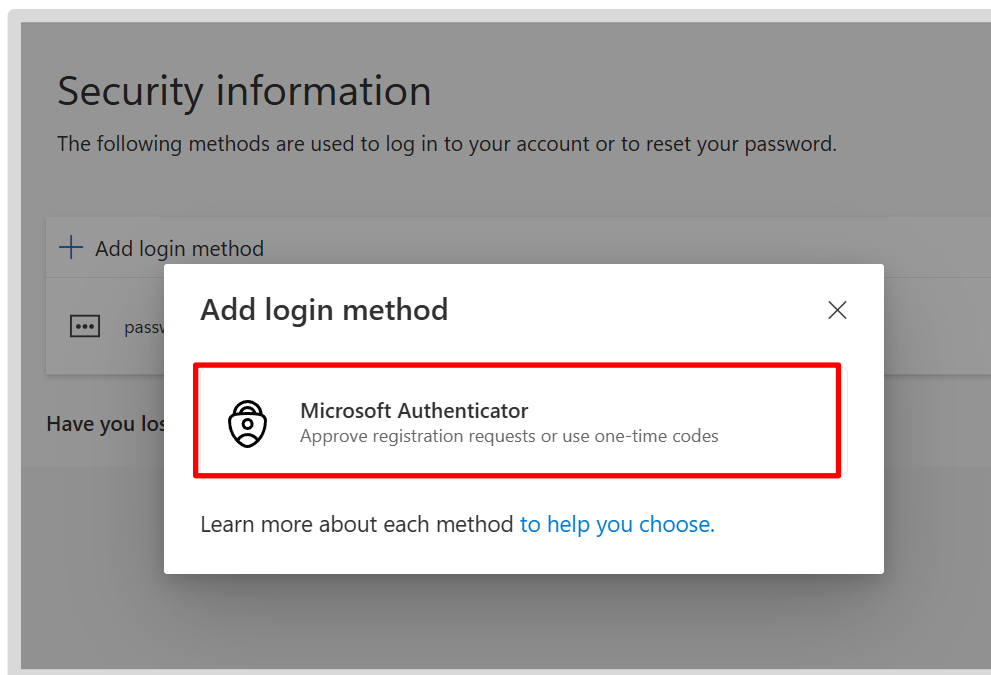 Security information
The following methods are used to log in to your account or to reset your password.
Add login method
Add login method
Microsoft Authenticator
Approve registration requests or use one-time codes
Have you
Learn more about each method to help you choose.